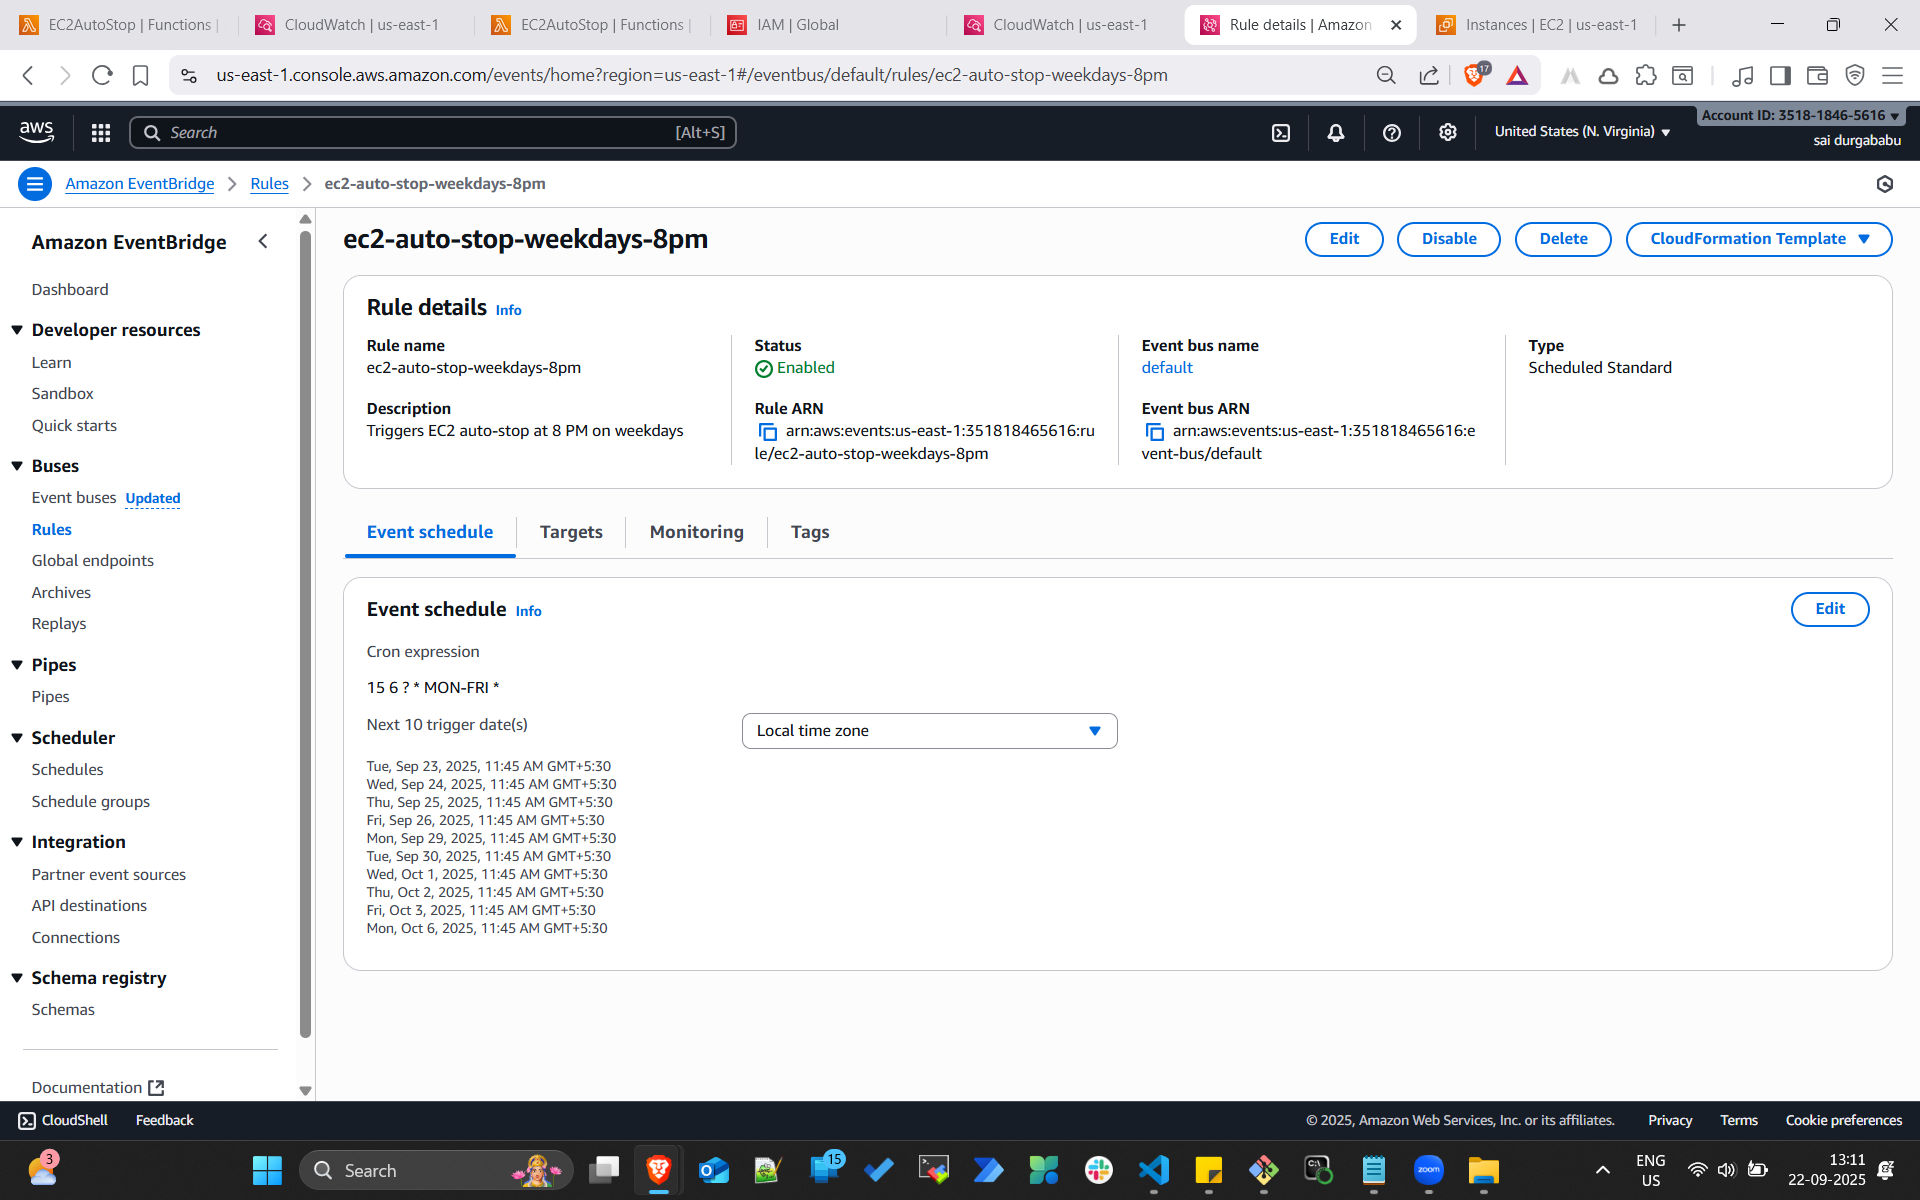 EC2AutoStop | Functions |
CloudWatch | us-east-1
EC2AutoStop | Functions |
IAM | Global
CloudWatch | us-east-1
Rule details | Amazon
Instances | EC2 | us-east-1
us-east-1.console.aws.amazon.com/events/home?region=us-east-1#/eventbus/default/rules/ec2-auto-stop-weekdays-8pm
17
aws
Search
[Alt+S]
United States (N. Virginia)
Account ID: 3518-1846-5616
sai durgababu
Amazon EventBridge
Rules
ec2-auto-stop-weekdays-8pm
Amazon EventBridge
Dashboard
Developer resources
Learn
Sandbox
Quick starts
Buses
Event buses Updated
Rules
Global endpoints
Archives
Replays
Pipes
Pipes
Scheduler
Schedules
Schedule groups
Integration
Partner event sources
API destinations
Connections
Schema registry
Schemas
Documentation
ec2-auto-stop-weekdays-8pm
Edit
Disable
Delete
CloudFormation Template
Rule details Info
Rule name
ec2-auto-stop-weekdays-8pm
Description
Triggers EC2 auto-stop at 8 PM on weekdays
Status
Enabled
Rule ARN
arn:aws:events:us-east-1:351818465616:ru
le/ec2-auto-stop-weekdays-8pm
Event bus name
default
Event bus ARN
arn:aws:events:us-east-1:351818465616:e
vent-bus/default
Type
Scheduled Standard
Event schedule
Targets
Monitoring
Tags
Event schedule Info
Edit
Cron expression
15 6 ? * MON-FRI *
Next 10 trigger date(s)
Local time zone
Tue, Sep 23, 2025, 11:45 AM GMT+5:30
Wed, Sep 24, 2025, 11:45 AM GMT+5:30
Thu, Sep 25, 2025, 11:45 AM GMT+5:30
Fri, Sep 26, 2025, 11:45 AM GMT+5:30
Mon, Sep 29, 2025, 11:45 AM GMT+5:30
Tue, Sep 30, 2025, 11:45 AM GMT+5:30
Wed, Oct 1, 2025, 11:45 AM GMT+5:30
Thu, Oct 2, 2025, 11:45 AM GMT+5:30
Fri, Oct 3, 2025, 11:45 AM GMT+5:30
Mon, Oct 6, 2025, 11:45 AM GMT+5:30
CloudShell
Feedback
© 2025, Amazon Web Services, Inc. or its affiliates.
Privacy
Terms
Cookie preferences
3
Search
15
zoom
ENG
US
13:11
22-09-2025